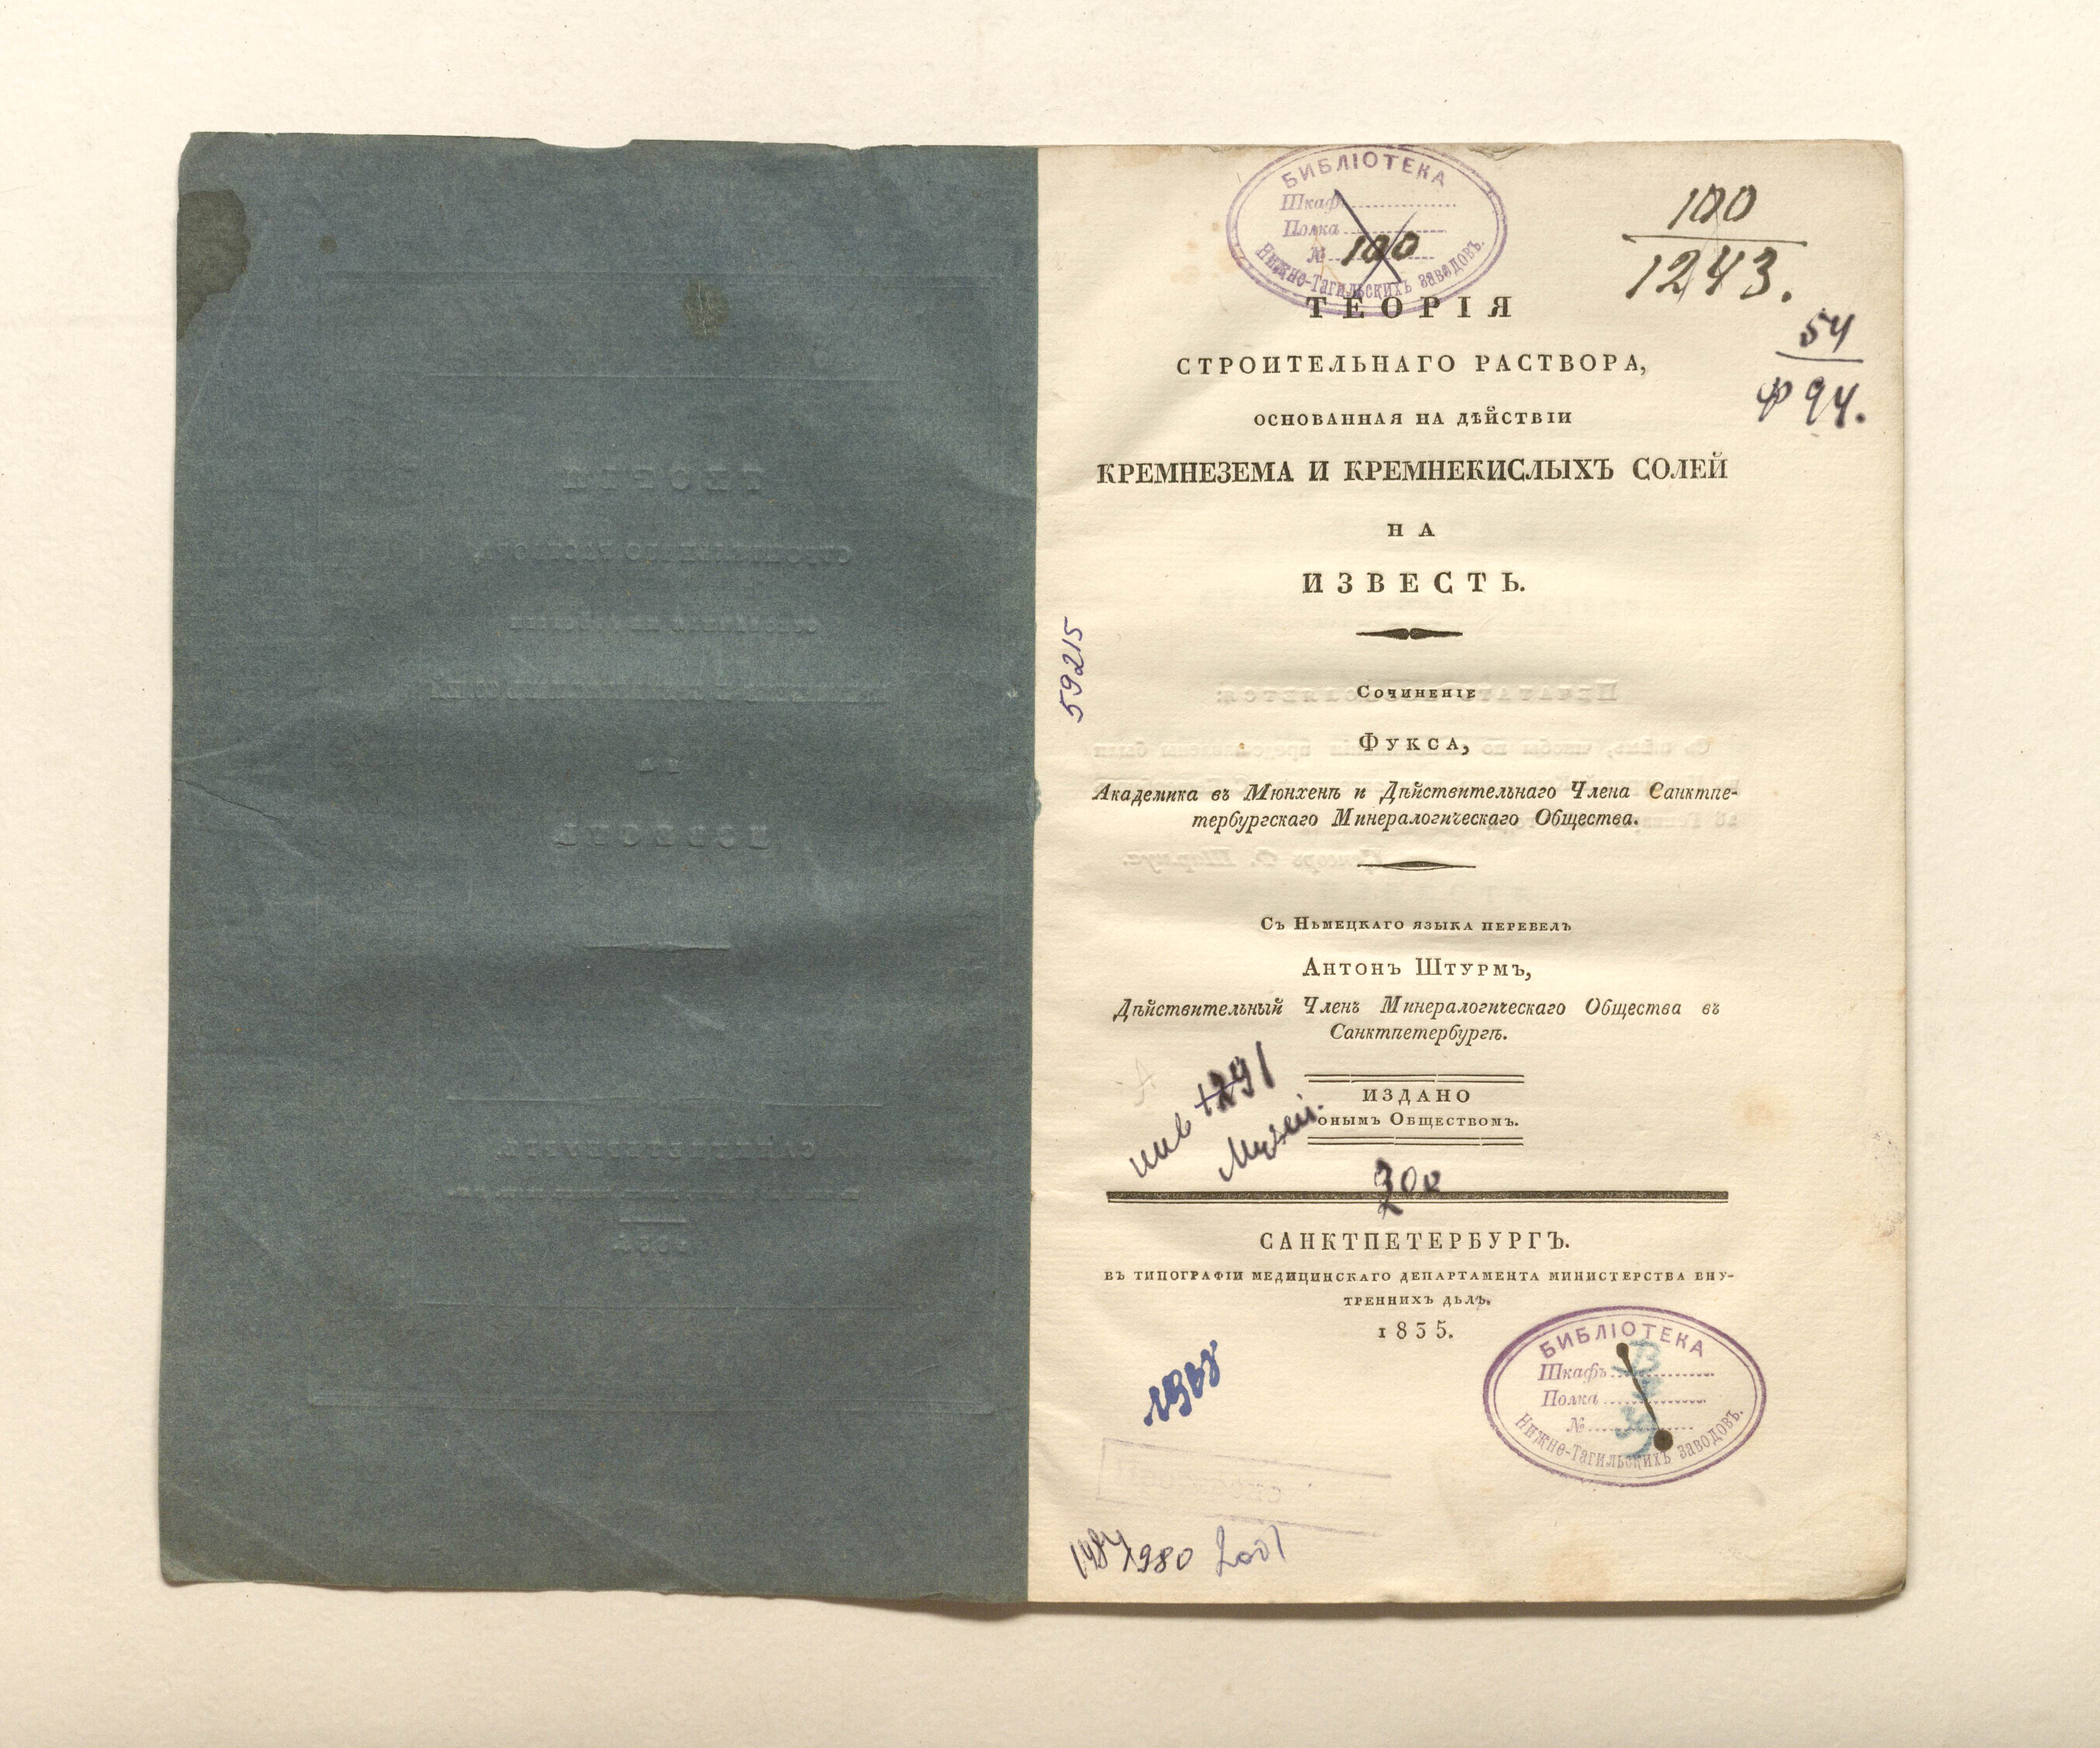 БИБЛІОТЕКА
Шкафъ
Полка
№ 100
Нижне-Тагильскихъ заводовъ.
100
1243.
54
Ф 94.
ТЕОРІЯ
СТРОИТЕЛЬНАГО РАСТВОРА,
ОСНОВАННАЯ НА ДѢЙСТВІИ
КРЕМНЕЗЕМА И КРЕМНЕКИСЛЫХЪ СОЛЕЙ
НА
ИЗВЕСТЬ.
59215
Сочиненіе
Фукса,
Академика въ Мюнхенѣ и Дѣйствительнаго Члена Санктпе-
тербургскаго Минералогическаго Общества.
Съ Нѣмецкаго языка перевелъ
Антонъ Штурмъ,
Дѣйствительный Членъ Минералогическаго Общества въ
Санктпетербургѣ.
ИЗДАНО
онымъ Обществомъ.
инв
Музей.
САНКТПЕТЕРБУРГЪ.
ВЪ ТИПОГРАФІИ МЕДИЦИНСКАГО ДЕПАРТАМЕНТА МИНИСТЕРСТВА ВНУ-
ТРЕННИХЪ ДѢЛЪ.
1835.
БИБЛІОТЕКА
Шкафъ
Полка
№
Нижне-Тагильскихъ заводовъ.
1980
2001